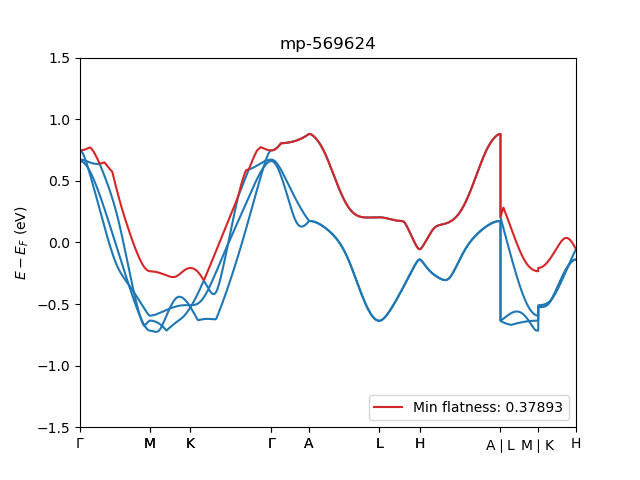 mp-569624
E − E_F (eV)
1.5
1.0
0.5
0.0
−0.5
−1.0
−1.5
Min flatness: 0.37893
Γ M K Γ A L H A | L M | K H